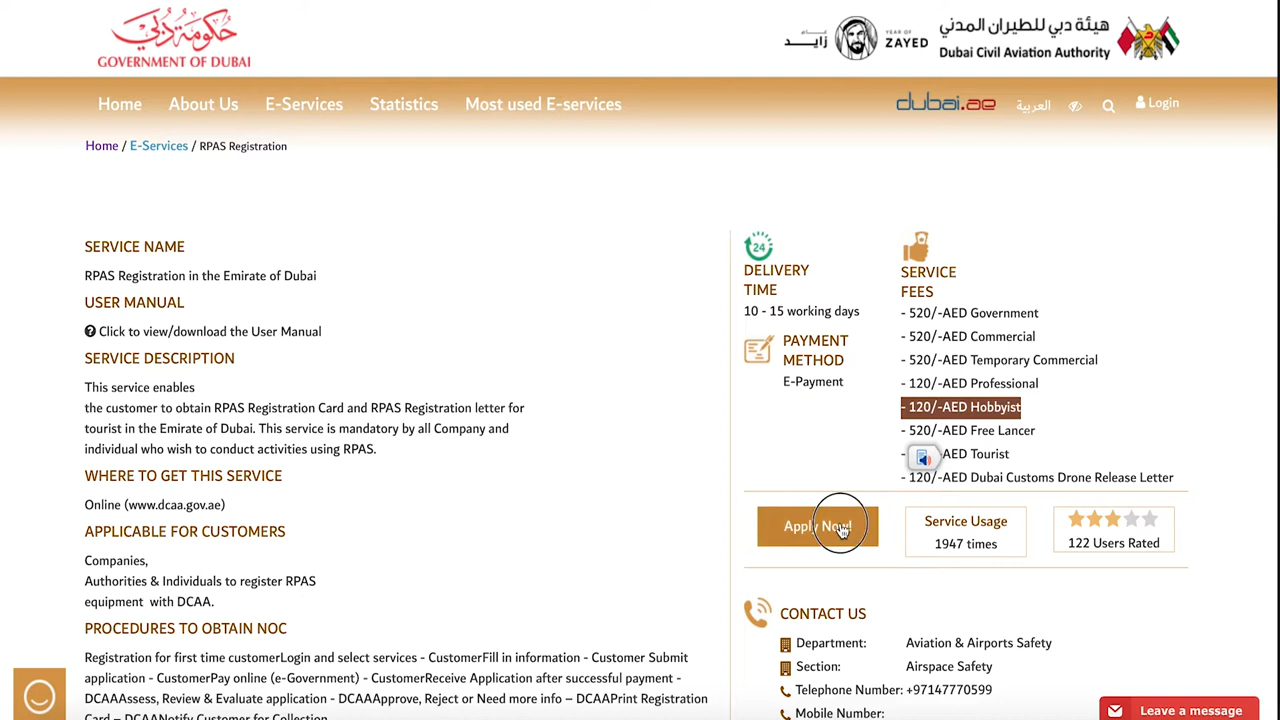 حكومة دبي
GOVERNMENT OF DUBAI
عام زايد
YEAR OF ZAYED
هيئة دبي للطيران المدني
Dubai Civil Aviation Authority
Home About Us E-Services Statistics Most used E-services
dubai.ae العربية Login
Home / E-Services / RPAS Registration
SERVICE NAME
RPAS Registration in the Emirate of Dubai
USER MANUAL
Click to view/download the User Manual
SERVICE DESCRIPTION
This service enables
the customer to obtain RPAS Registration Card and RPAS Registration letter for
tourist in the Emirate of Dubai. This service is mandatory by all Company and
individual who wish to conduct activities using RPAS.
WHERE TO GET THIS SERVICE
Online (www.dcaa.gov.ae)
APPLICABLE FOR CUSTOMERS
Companies,
Authorities & Individuals to register RPAS
equipment with DCAA.
PROCEDURES TO OBTAIN NOC
Registration for first time customerLogin and select services - CustomerFill in information - Customer Submit
application - CustomerPay online (e-Government) - CustomerReceive Application after successful payment -
DCAAAssess, Review & Evaluate application - DCAAApprove, Reject or Need more info – DCAAPrint Registration
Card – DCAANotify Customer for Collection
24
DELIVERY
TIME
10 - 15 working days
PAYMENT
METHOD
E-Payment
SERVICE
FEES
- 520/-AED Government
- 520/-AED Commercial
- 520/-AED Temporary Commercial
- 120/-AED Professional
- 120/-AED Hobbyist
- 520/-AED Free Lancer
- AED Tourist
- 120/-AED Dubai Customs Drone Release Letter
Apply Now!
Service Usage
1947 times
122 Users Rated
CONTACT US
Department: Aviation & Airports Safety
Section: Airspace Safety
Telephone Number: +97147770599
Mobile Number:
Leave a message